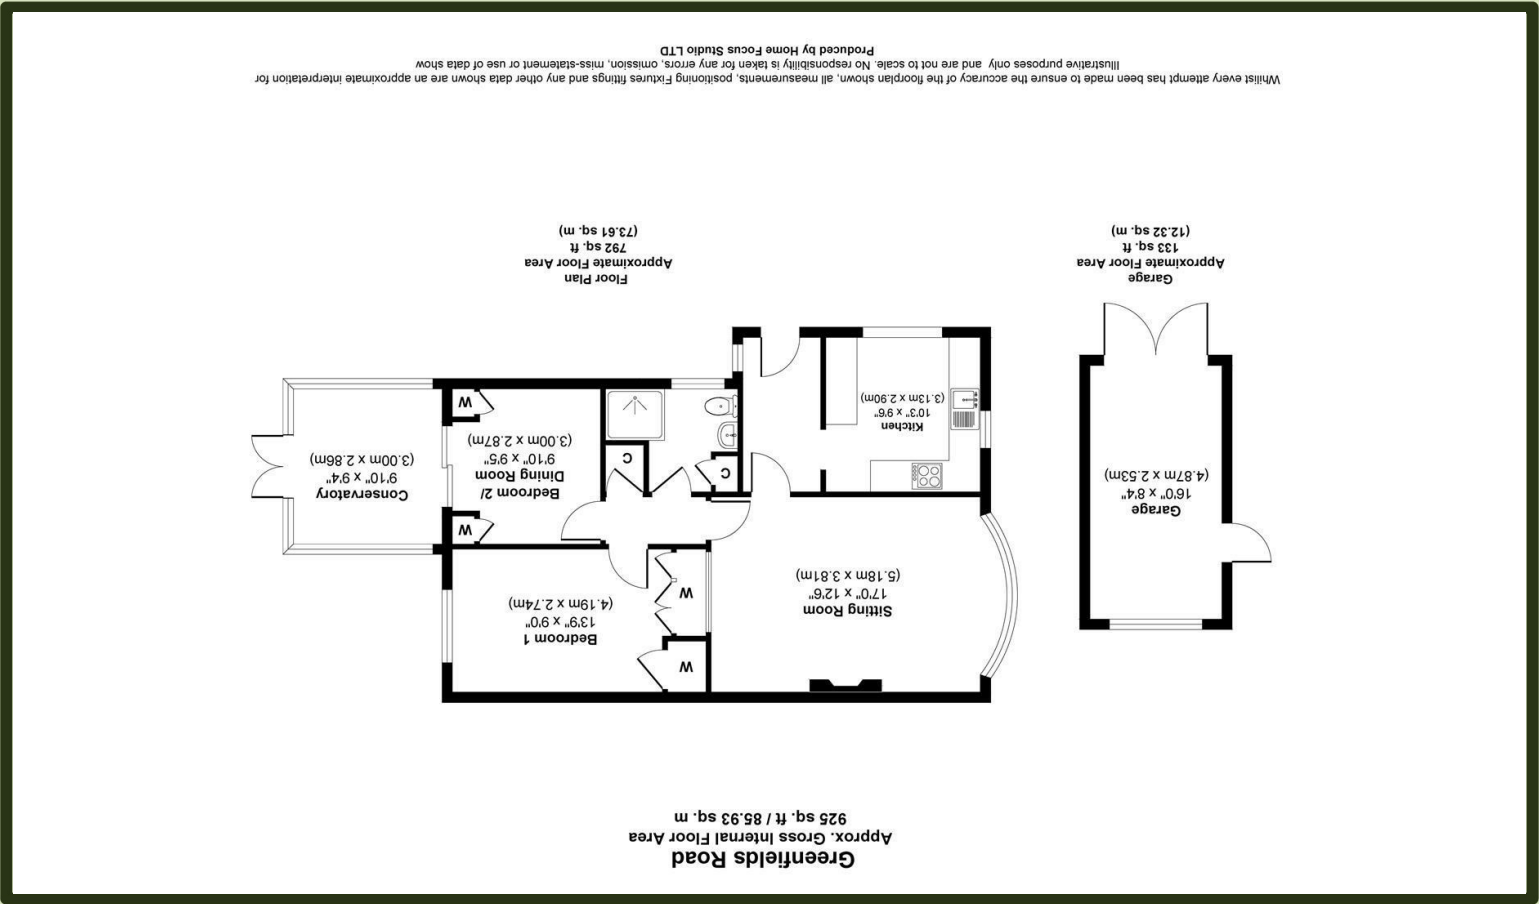 Greenfields Road
Approx. Gross Internal Floor Area
925 sq. ft / 85.93 sq. m
W
Bedroom 1
13'9" x 9'0"
(4.19m x 2.74m)
W
Sitting Room
17'0" x 12'6"
(5.18m x 3.81m)
Garage
16'0" x 8'4"
(4.87m x 2.53m)
W
Bedroom 2/
Dining Room
9'10" x 9'5"
(3.00m x 2.87m)
W
Conservatory
9'10" x 9'4"
(3.00m x 2.86m)
C
C
Kitchen
10'3" x 9'6"
(3.13m x 2.90m)
Garage
Approximate Floor Area
133 sq. ft
(12.32 sq. m)
Floor Plan
Approximate Floor Area
792 sq. ft
(73.61 sq. m)
Whilst every attempt has been made to ensure the accuracy of the floorplan shown, all measurements, positioning Fixtures fittings and any other data shown are an approximate interpretation for
Illustrative purposes only and are not to scale. No responsibility is taken for any errors, omission, miss-statement or use of data show
Produced by Home Focus Studio LTD